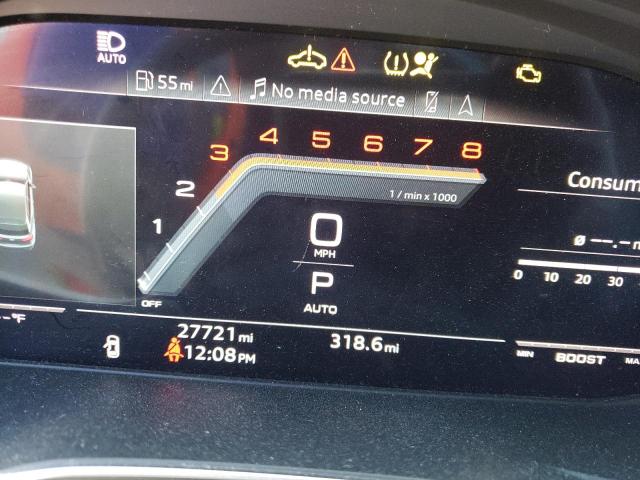 AUTO
55 mi
No media source
3 4 5 6 7 8
2
1
1 / min x 1000
Consum
0
MPH
Ø --.-
0 10 20 30
P
AUTO
OFF
--°F
27721 mi
318.6 mi
12:08 PM
MIN BOOST MA